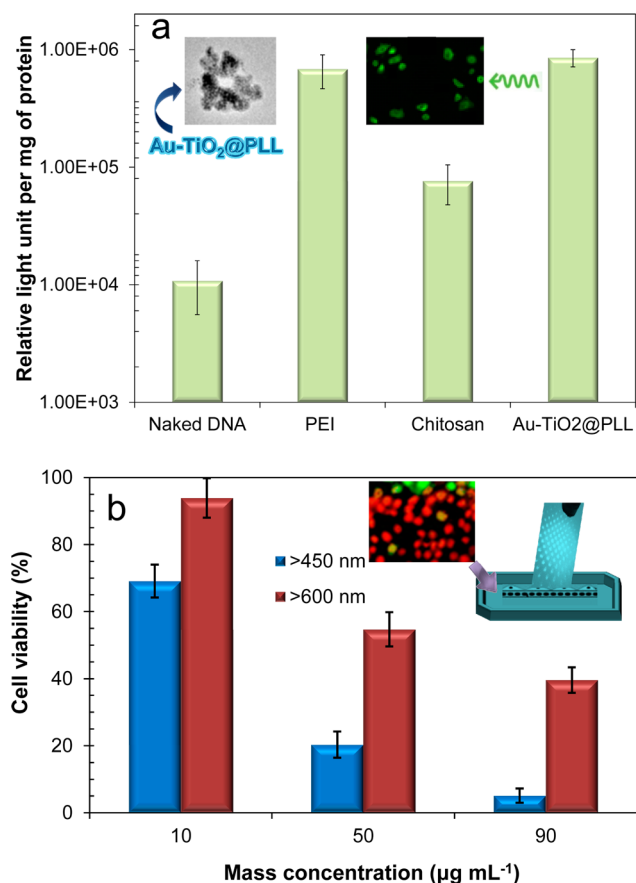 a
Relative light unit per mg of protein
1.00E+06
1.00E+05
1.00E+04
1.00E+03
Au-TiO₂@PLL
Naked DNA PEI Chitosan Au-TiO2@PLL
b
Cell viability (%)
100
80
60
40
20
0
>450 nm
>600 nm
10 50 90
Mass concentration (µg mL⁻¹)